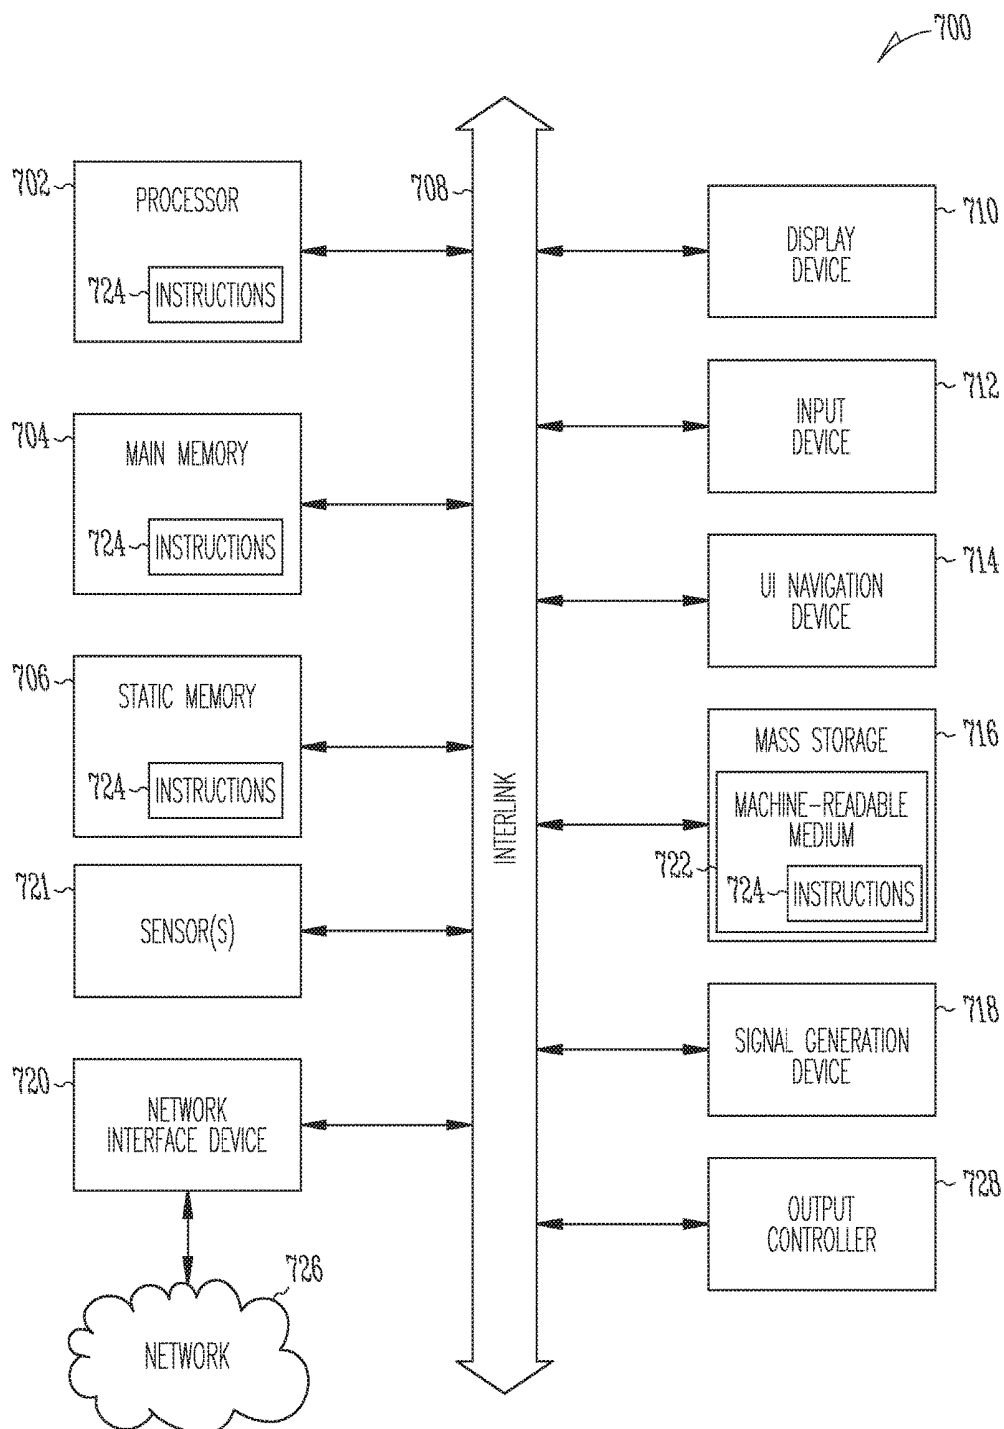 700
702
PROCESSOR
724
INSTRUCTIONS
704
MAIN MEMORY
724
INSTRUCTIONS
706
STATIC MEMORY
724
INSTRUCTIONS
721
SENSOR(S)
720
NETWORK
INTERFACE DEVICE
726
NETWORK
708
INTERLINK
710
DISPLAY
DEVICE
712
INPUT
DEVICE
714
UI NAVIGATION
DEVICE
716
MASS STORAGE
MACHINE-READABLE
MEDIUM
722
724
INSTRUCTIONS
718
SIGNAL GENERATION
DEVICE
728
OUTPUT
CONTROLLER